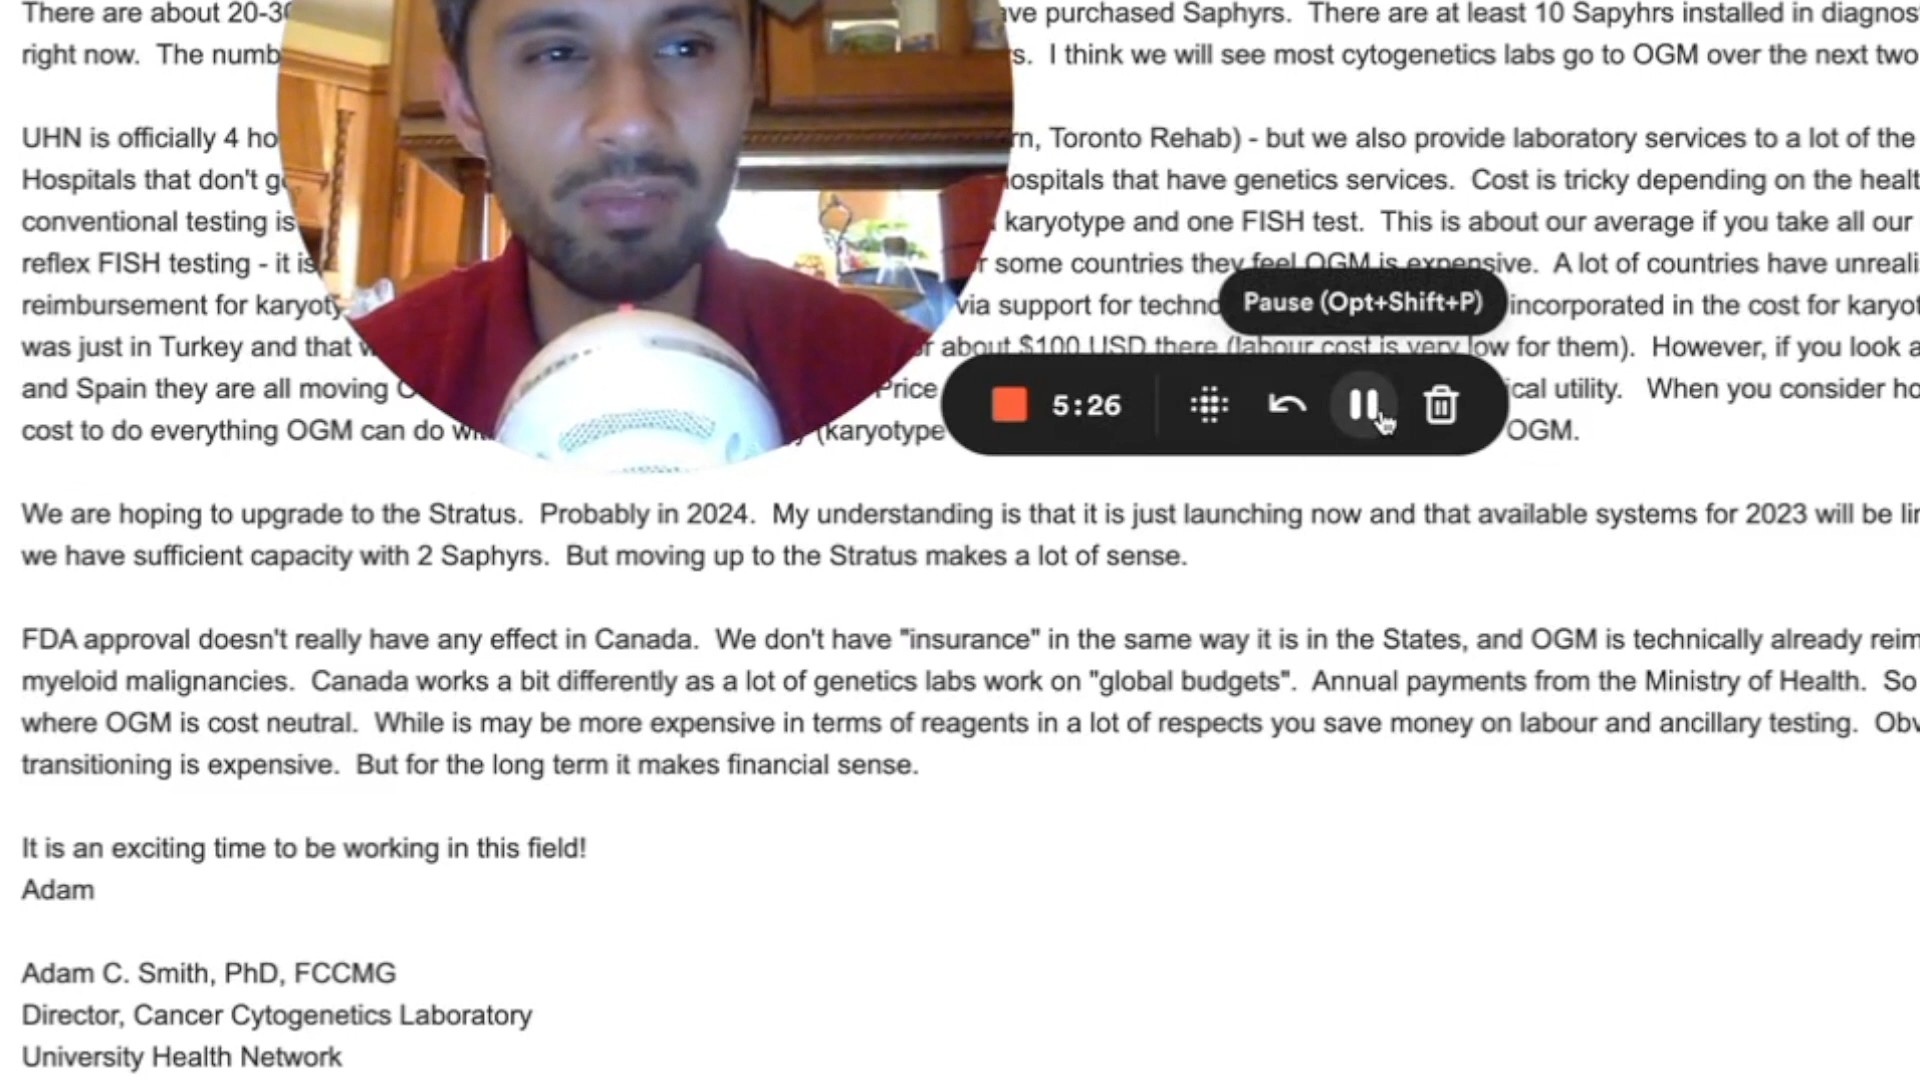 There are about 20-30 ve purchased Saphyrs. There are at least 10 Sapyhrs installed in diagnos
right now. The numb s. I think we will see most cytogenetics labs go to OGM over the next two
UHN is officially 4 ho rn, Toronto Rehab) - but we also provide laboratory services to a lot of the
Hospitals that don't ospitals that have genetics services. Cost is tricky depending on the healt
conventional testing is karyotype and one FISH test. This is about our average if you take all our
reflex FISH testing - it is r some countries they feel OGM is expensive. A lot of countries have unreali
reimbursement for karyoty via support for techno incorporated in the cost for karyot
was just in Turkey and that r about $100 USD there (labour cost is very low for them). However, if you look a
and Spain they are all moving Price ical utility. When you consider ho
cost to do everything OGM can do (karyotype OGM.
Pause (Opt+Shift+P)
5:26
We are hoping to upgrade to the Stratus. Probably in 2024. My understanding is that it is just launching now and that available systems for 2023 will be lin
we have sufficient capacity with 2 Saphyrs. But moving up to the Stratus makes a lot of sense.
FDA approval doesn't really have any effect in Canada. We don't have "insurance" in the same way it is in the States, and OGM is technically already reim
myeloid malignancies. Canada works a bit differently as a lot of genetics labs work on "global budgets". Annual payments from the Ministry of Health. So
where OGM is cost neutral. While is may be more expensive in terms of reagents in a lot of respects you save money on labour and ancillary testing. Obv
transitioning is expensive. But for the long term it makes financial sense.
It is an exciting time to be working in this field!
Adam
Adam C. Smith, PhD, FCCMG
Director, Cancer Cytogenetics Laboratory
University Health Network